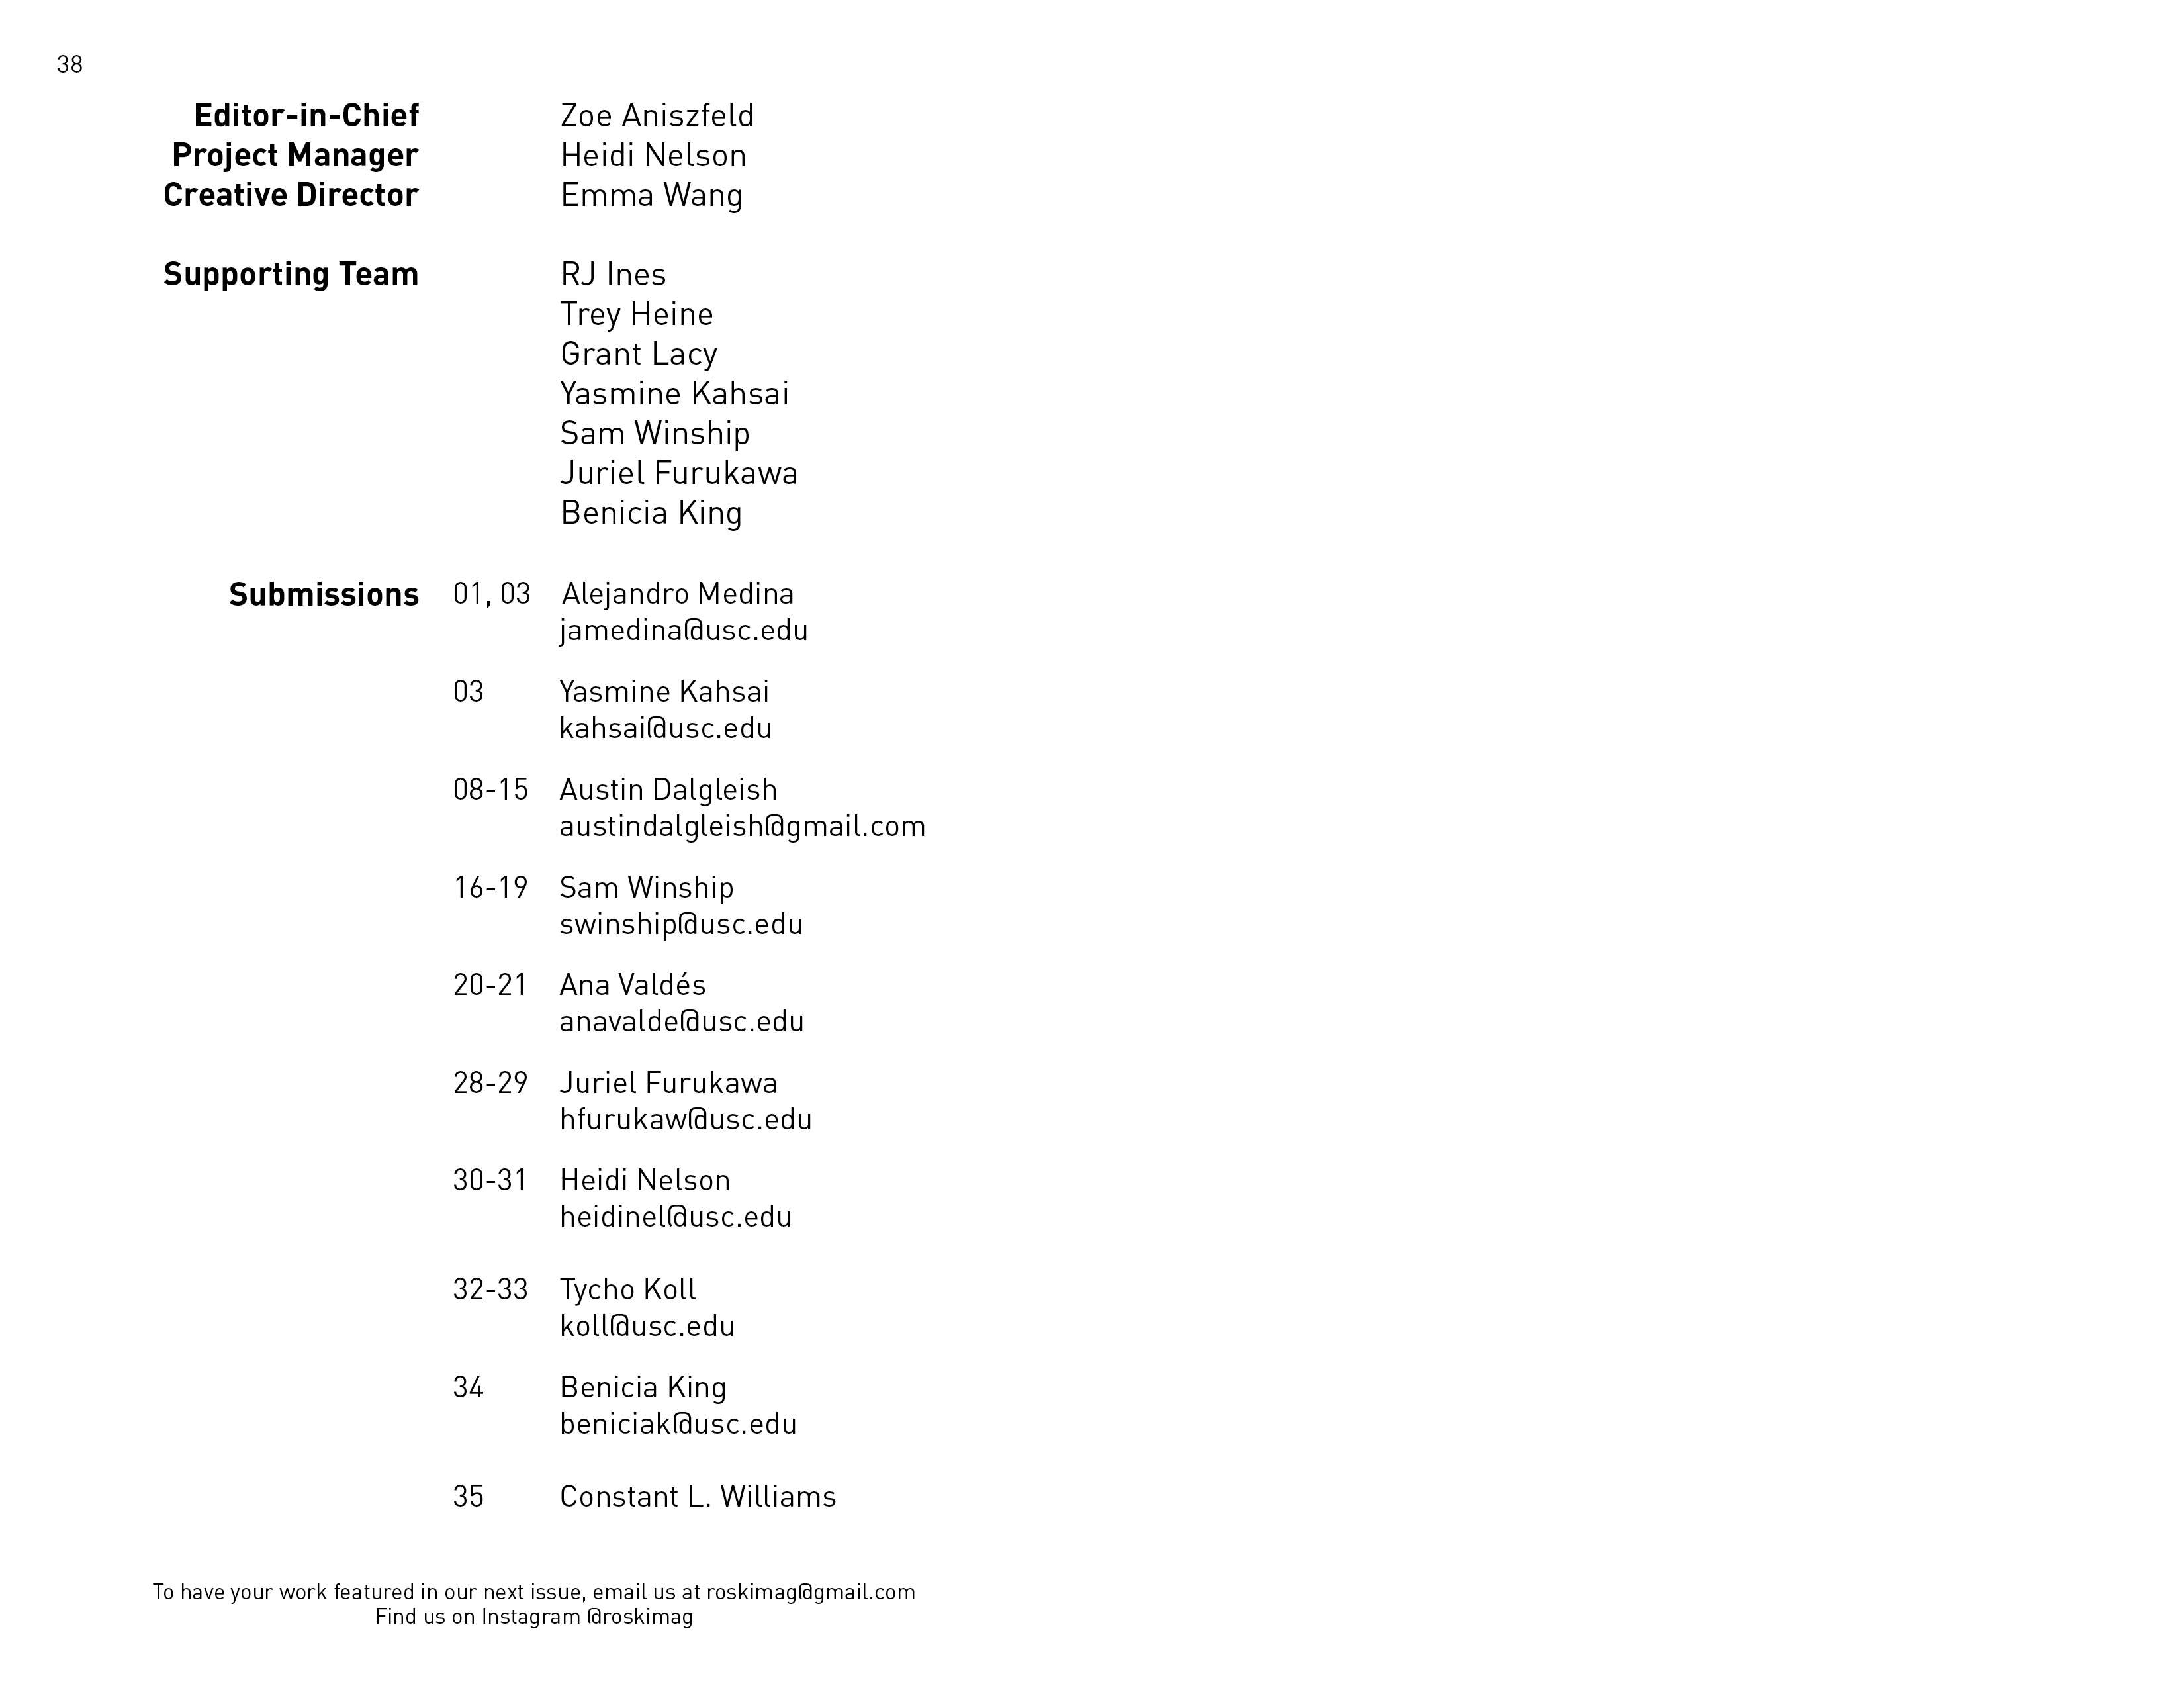 38
Editor-in-Chief Zoe Aniszfeld
Project Manager Heidi Nelson
Creative Director Emma Wang
Supporting Team RJ Ines
Trey Heine
Grant Lacy
Yasmine Kahsai
Sam Winship
Juriel Furukawa
Benicia King
Submissions 01, 03 Alejandro Medina
jamedina@usc.edu
03 Yasmine Kahsai
kahsai@usc.edu
08-15 Austin Dalgleish
austindalgleish@gmail.com
16-19 Sam Winship
swinship@usc.edu
20-21 Ana Valdés
anavalde@usc.edu
28-29 Juriel Furukawa
hfurukaw@usc.edu
30-31 Heidi Nelson
heidinel@usc.edu
32-33 Tycho Koll
koll@usc.edu
34 Benicia King
beniciak@usc.edu
35 Constant L. Williams
To have your work featured in our next issue, email us at roskimag@gmail.com
Find us on Instagram @roskimag